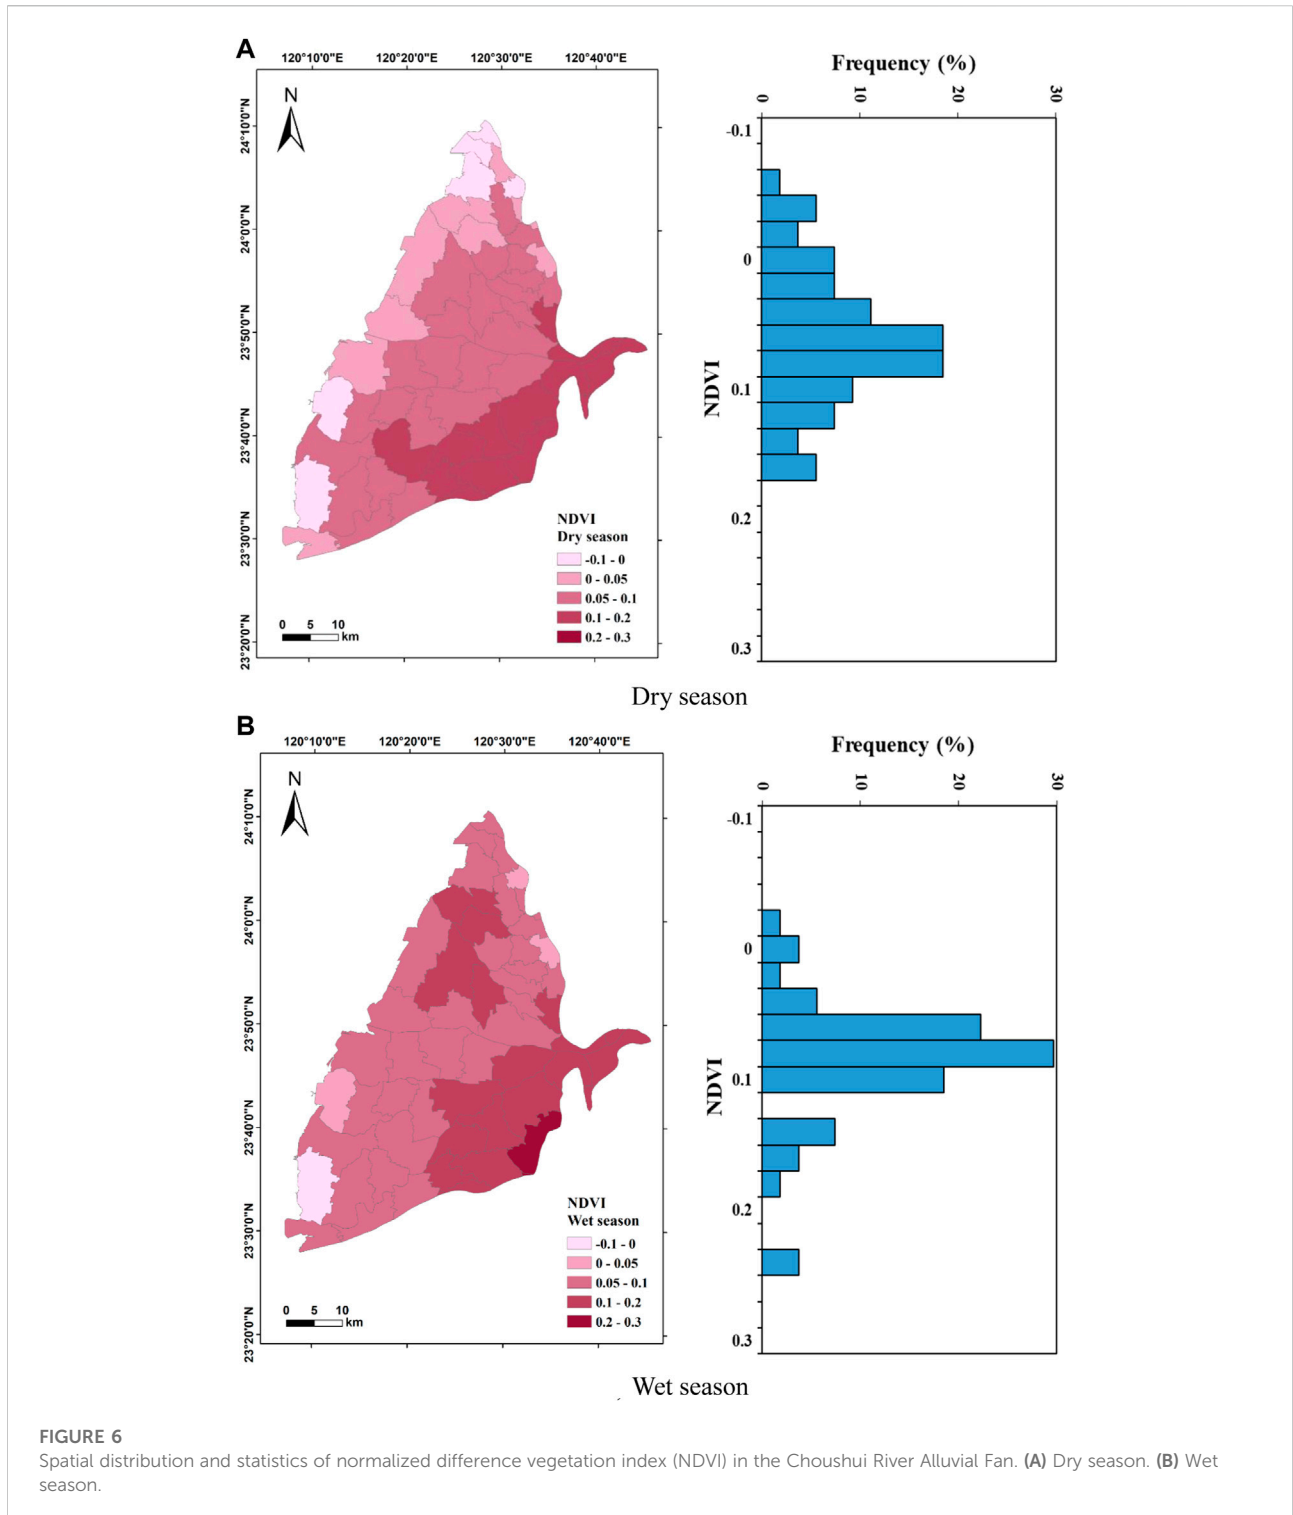 A
120°10'0"E 120°20'0"E 120°30'0"E 120°40'0"E
24°10'0"N
24°0'0"N
23°50'0"N
23°40'0"N
23°30'0"N
23°20'0"N
N
NDVI
Dry season
-0.1 - 0
0 - 0.05
0.05 - 0.1
0.1 - 0.2
0.2 - 0.3
0 5 10
km
Frequency (%)
0 10 20 30
-0.1
0
0.1
0.2
0.3
NDVI
Dry season
B
120°10'0"E 120°20'0"E 120°30'0"E 120°40'0"E
24°10'0"N
24°0'0"N
23°50'0"N
23°40'0"N
23°30'0"N
23°20'0"N
N
NDVI
Wet season
-0.1 - 0
0 - 0.05
0.05 - 0.1
0.1 - 0.2
0.2 - 0.3
0 5 10
km
Frequency (%)
0 10 20 30
-0.1
0
0.1
0.2
0.3
NDVI
Wet season
FIGURE 6
Spatial distribution and statistics of normalized difference vegetation index (NDVI) in the Choushui River Alluvial Fan. (A) Dry season. (B) Wet
season.